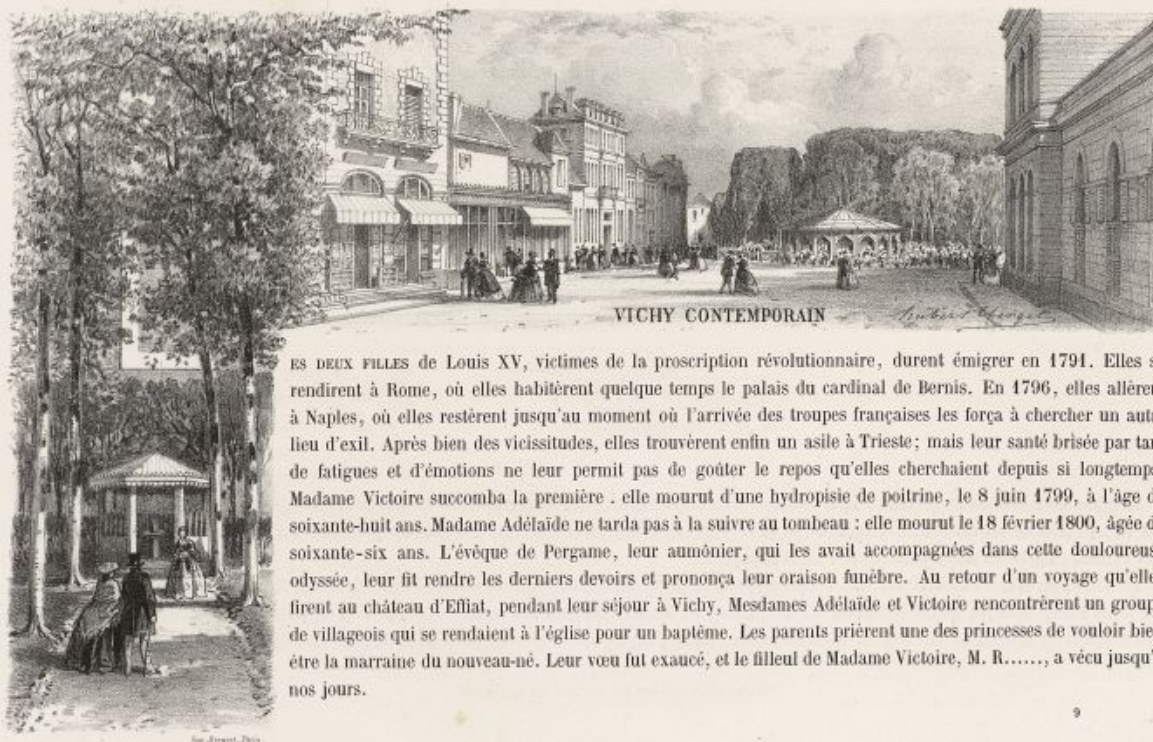 VICHY CONTEMPORAIN
ES DEUX FILLES de Louis XV, victimes de la proscription révolutionnaire, durent émigrer en 1791. Elles s
rendirent à Rome, où elles habitèrent quelque temps le palais du cardinal de Bernis. En 1796, elles allère
à Naples, où elles restèrent jusqu'au moment où l'arrivée des troupes françaises les força à chercher un aut
lieu d'exil. Après bien des vicissitudes, elles trouvèrent enfin un asile à Trieste; mais leur santé brisée par ta
de fatigues et d'émotions ne leur permit pas de goûter le repos qu'elles cherchaient depuis si longtemp
Madame Victoire succomba la première . elle mourut d'une hydropisie de poitrine, le 8 juin 1799, à l'âge d
soixante-huit ans. Madame Adélaïde ne tarda pas à la suivre au tombeau : elle mourut le 18 février 1800, âgée d
soixante-six ans. L'évêque de Pergame, leur aumônier, qui les avait accompagnées dans cette douloureus
odyssée, leur fit rendre les derniers devoirs et prononça leur oraison funèbre. Au retour d'un voyage qu'elle
firent au château d'Effiat, pendant leur séjour à Vichy, Mesdames Adélaïde et Victoire rencontrèrent un group
de villageois qui se rendaient à l'église pour un baptême. Les parents prièrent une des princesses de vouloir bie
être la marraine du nouveau-né. Leur vœu fut exaucé, et le filleul de Madame Victoire, M. R......, a vécu jusqu'
nos jours.
9